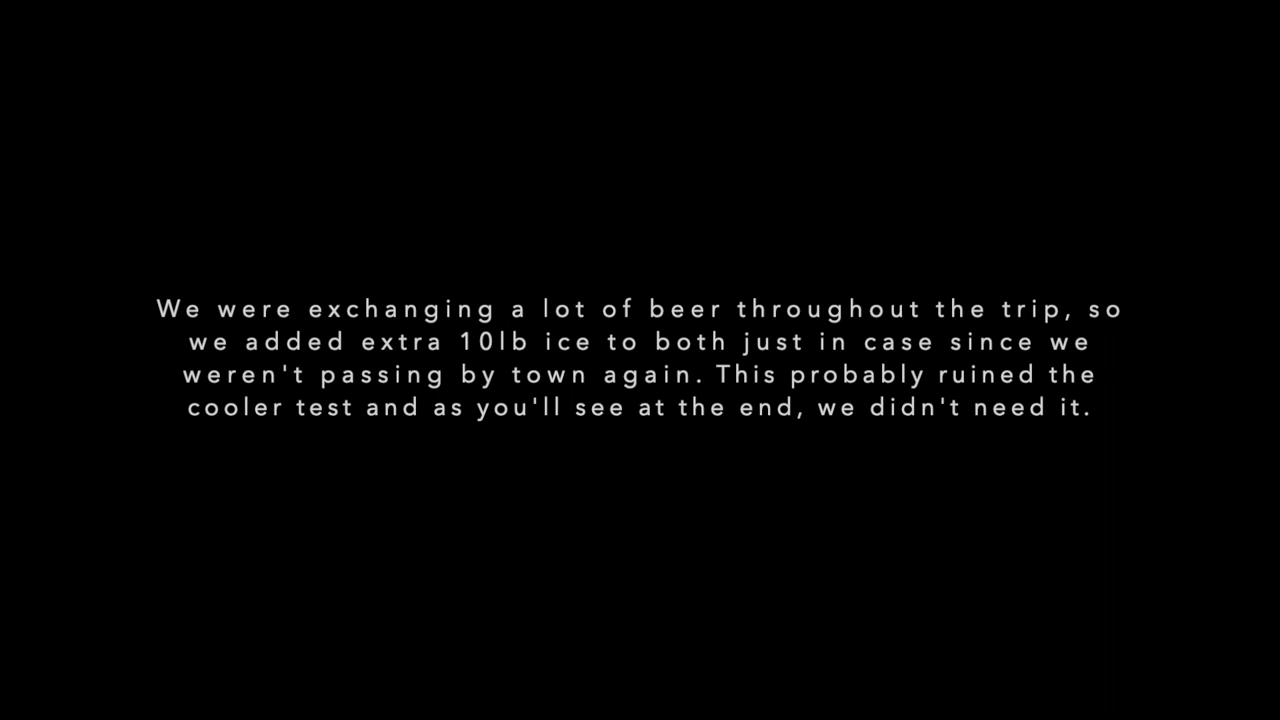 We were exchanging a lot of beer throughout the trip, so
we added extra 10lb ice to both just in case since we
weren't passing by town again. This probably ruined the
cooler test and as you'll see at the end, we didn't need it.